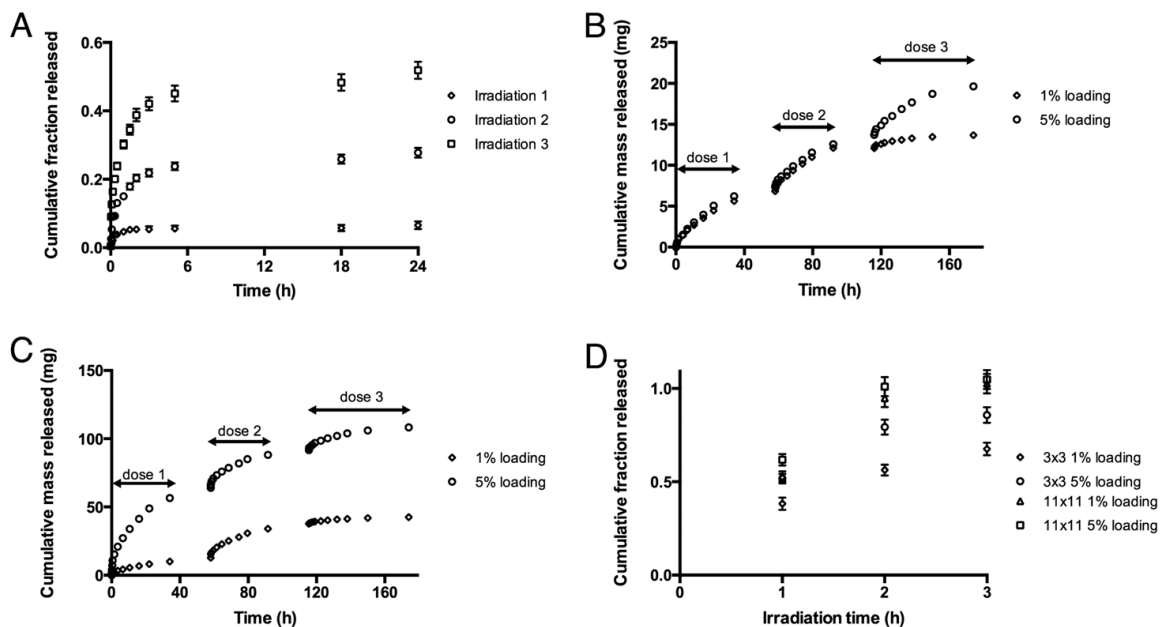 A
Cumulative fraction released
0.6
0.4
0.2
0.0
0
6
12
18
24
Time (h)
Irradiation 1
Irradiation 2
Irradiation 3
B
Cumulative mass released (mg)
25
20
15
10
5
0
0
40
80
120
160
Time (h)
dose 1
dose 2
dose 3
1% loading
5% loading
C
Cumulative mass released (mg)
150
100
50
0
0
40
80
120
160
Time (h)
dose 1
dose 2
dose 3
1% loading
5% loading
D
Cumulative fraction released
1.0
0.5
0.0
0
1
2
3
Irradiation time (h)
3x3 1% loading
3x3 5% loading
11x11 1% loading
11x11 5% loading